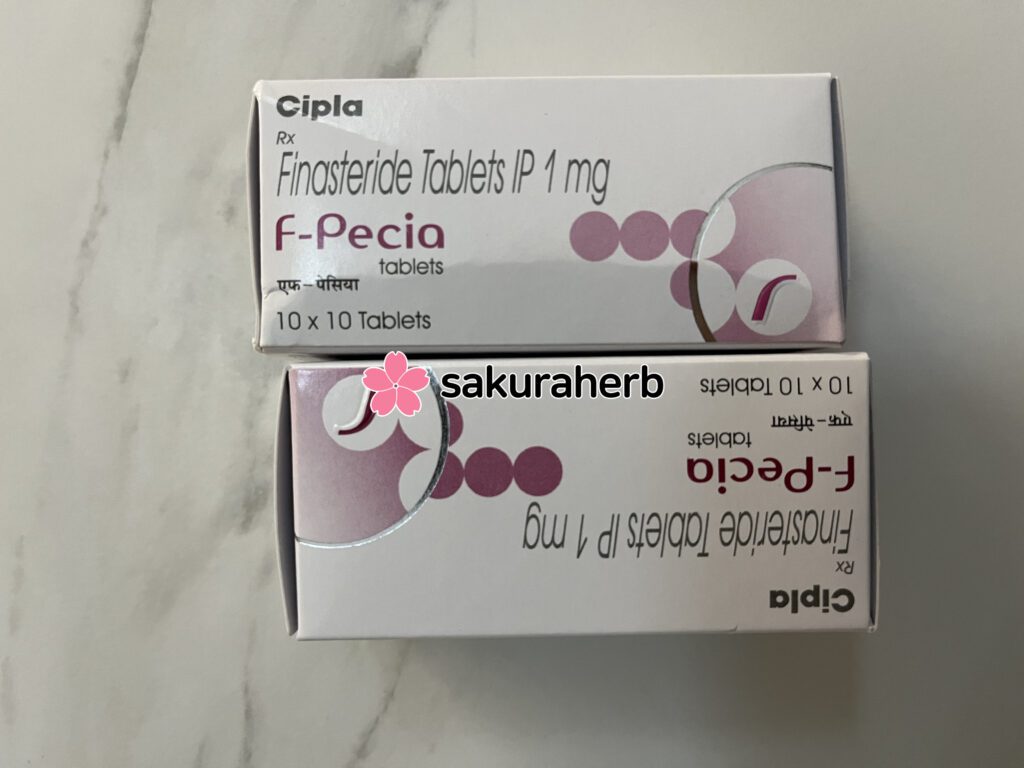 Cipla
Rx
Finasteride Tablets IP 1 mg
F-Pecia
tablets
एफ-पेसिया
10 x 10 Tablets
sakuraherb
Cipla
Rx
Finasteride Tablets IP 1 mg
F-Pecia
tablets
एफ-पेसिया
10 x 10 Tablets